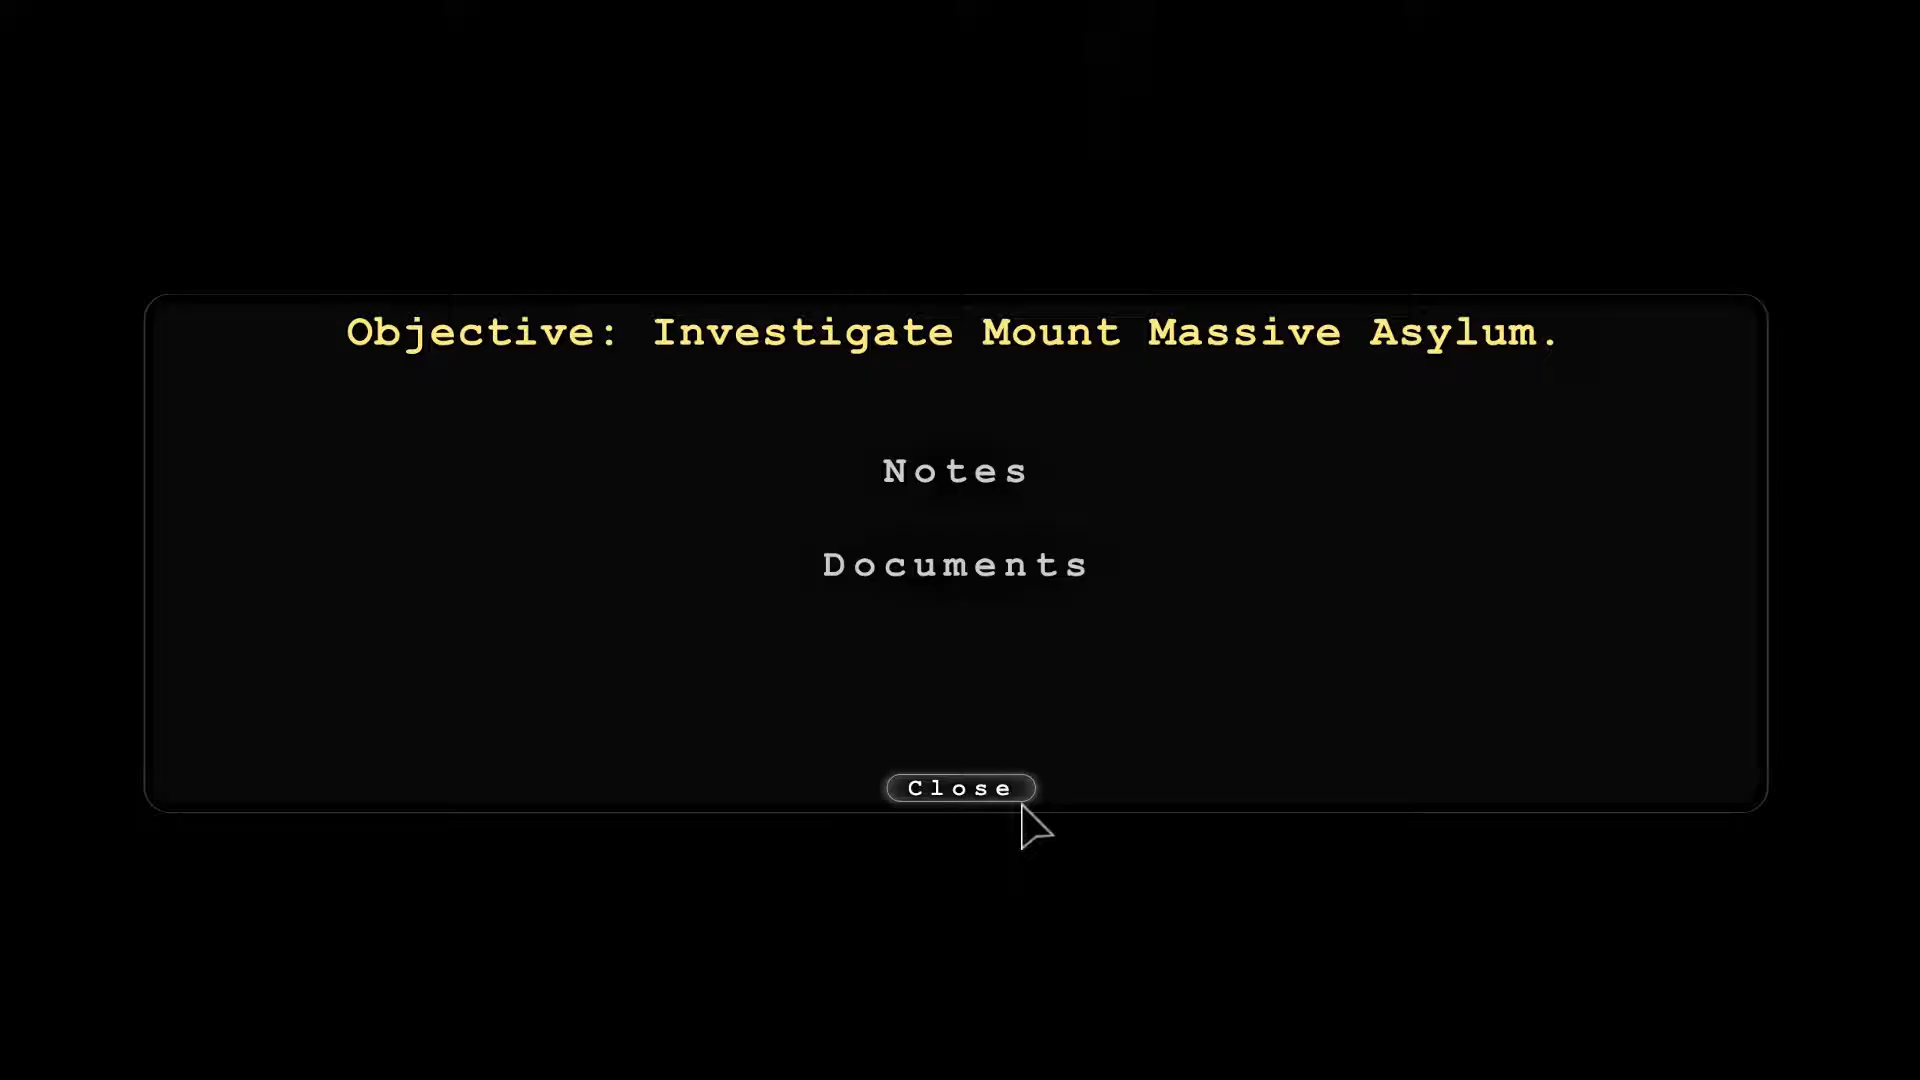 Objective: Investigate Mount Massive Asylum.
Notes
Documents
Close